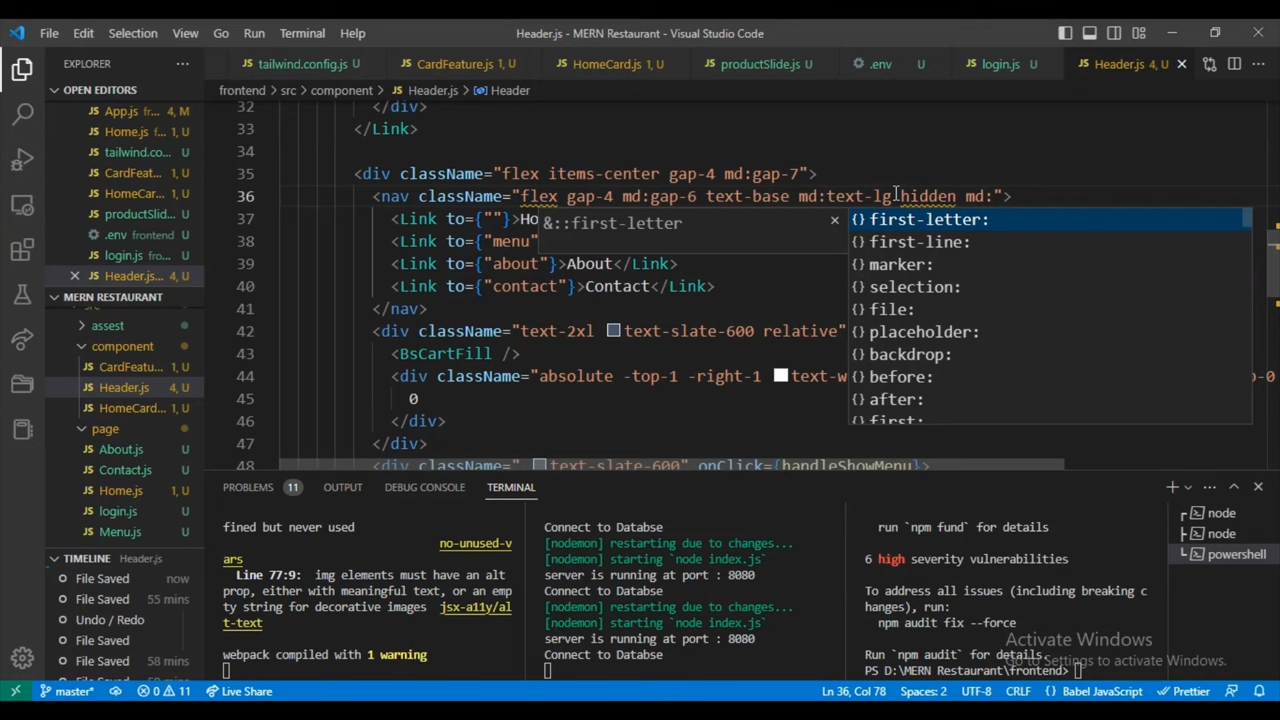 File Edit Selection View Go Run Terminal Help
Header.js - MERN Restaurant - Visual Studio Code
EXPLORER
tailwind.config.js U
CardFeature.js 1, U
HomeCard.js 1, U
productSlide.js U
.env U
login.js U
Header.js 4, U
OPEN EDITORS
App.js fr... 4, M
Home.js 1, U
tailwind.co... U
CardFeat... 1, U
HomeCar... 1, U
productSlid... U
.env frontend U
login.js fron... U
Header.js... 4, U
MERN RESTAURANT
assest
component
CardFeatu... 1, U
Header.js 4, U
HomeCard... 1, U
page
About.js U
Contact.js U
Home.js 1, U
login.js U
Menu.js U
TIMELINE Header.js
File Saved now
File Saved 55 mins
Undo / Redo
File Saved
File Saved 58 mins
frontend > src > component > JS Header.js > Header
32 </div>
33 </Link>
34
35 <div className="flex items-center gap-4 md:gap-7">
36 <nav className="flex gap-4 md:gap-6 text-base md:text-lg hidden md:">
37 <Link to={""}>Ho
38 <Link to={"menu"
39 <Link to={"about"}>About</Link>
40 <Link to={"contact"}>Contact</Link>
41 </nav>
42 <div className="text-2xl text-slate-600 relative"
43 <BsCartFill />
44 <div className="absolute -top-1 -right-1 text-w p-0
45 0
46 </div>
47 </div>
48 <div className=" text-slate-600" onClick={handleShowMenu}>
&::first-letter
first-letter:
first-line:
marker:
selection:
file:
placeholder:
backdrop:
before:
after:
first:
PROBLEMS 11 OUTPUT DEBUG CONSOLE TERMINAL
fined but never used
no-unused-v
ars
Line 77:9: img elements must have an alt
prop, either with meaningful text, or an emp
ty string for decorative images jsx-a11y/al
t-text
webpack compiled with 1 warning
Connect to Databse
[nodemon] restarting due to changes...
[nodemon] starting `node index.js`
server is running at port : 8080
Connect to Databse
[nodemon] restarting due to changes...
[nodemon] starting `node index.js`
server is running at port : 8080
Connect to Databse
run `npm fund` for details
6 high severity vulnerabilities
To address all issues (including breaking c
hanges), run:
npm audit fix --force
Run `npm audit` for details.
PS D:\MERN Restaurant\frontend>
node
node
powershell
Activate Windows
Go to Settings to activate Windows.
master* 0 11 Live Share
Ln 36, Col 78 Spaces: 2 UTF-8 CRLF {} Babel JavaScript Prettier